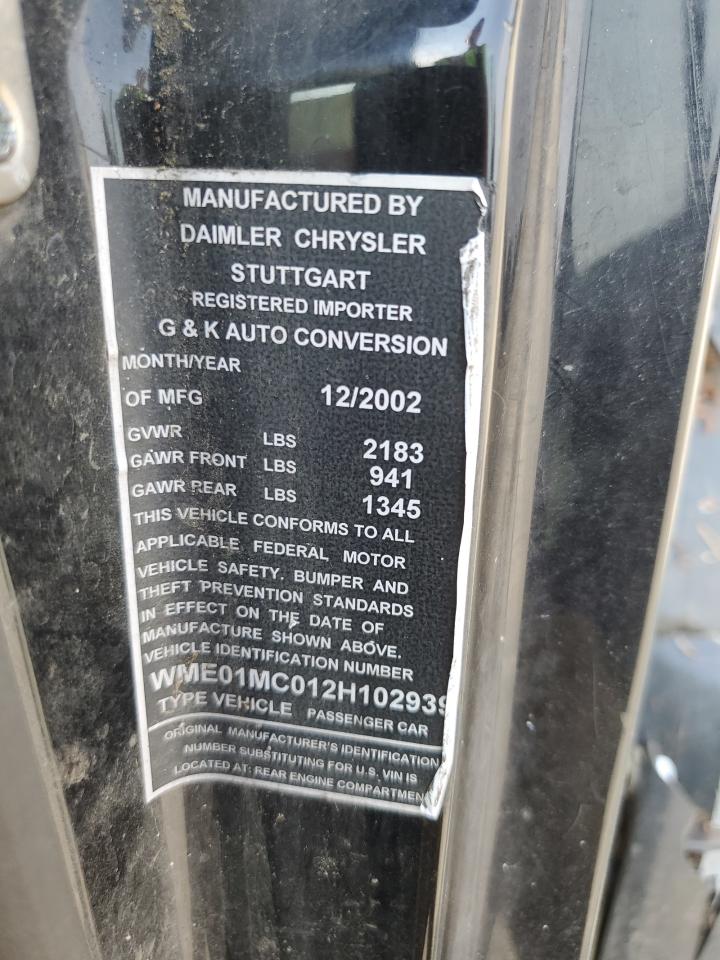 MANUFACTURED BY
DAIMLER CHRYSLER
STUTTGART
REGISTERED IMPORTER
G & K AUTO CONVERSION
MONTH/YEAR
OF MFG 12/2002
GVWR LBS 2183
GAWR FRONT LBS 941
GAWR REAR LBS 1345
THIS VEHICLE CONFORMS TO ALL
APPLICABLE FEDERAL MOTOR
VEHICLE SAFETY, BUMPER AND
THEFT PREVENTION STANDARDS
IN EFFECT ON THE DATE OF
MANUFACTURE SHOWN ABOVE.
VEHICLE IDENTIFICATION NUMBER
WME01MC012H102939
TYPE VEHICLE PASSENGER CAR
ORIGINAL MANUFACTURER'S IDENTIFICATION
NUMBER SUBSTITUTING FOR U.S. VIN IS
LOCATED AT: REAR ENGINE COMPARTMEN